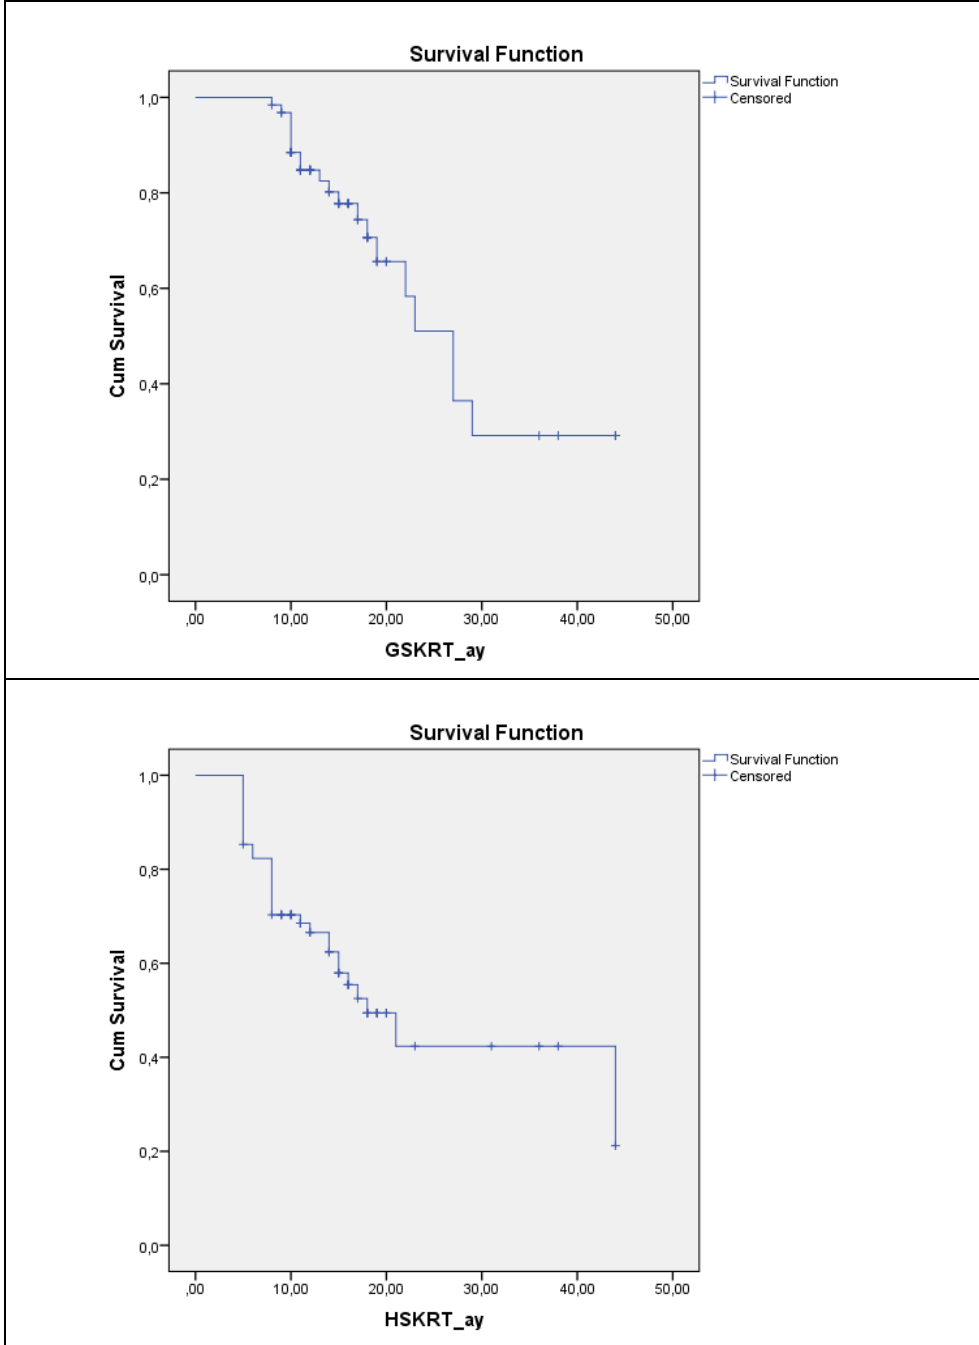 Survival Function
Survival Function
Censored
1,0
0,8
0,6
0,4
0,2
0,0
Cum Survival
,00 10,00 20,00 30,00 40,00 50,00
GSKRT_ay
Survival Function
Survival Function
Censored
1,0
0,8
0,6
0,4
0,2
0,0
Cum Survival
,00 10,00 20,00 30,00 40,00 50,00
HSKRT_ay